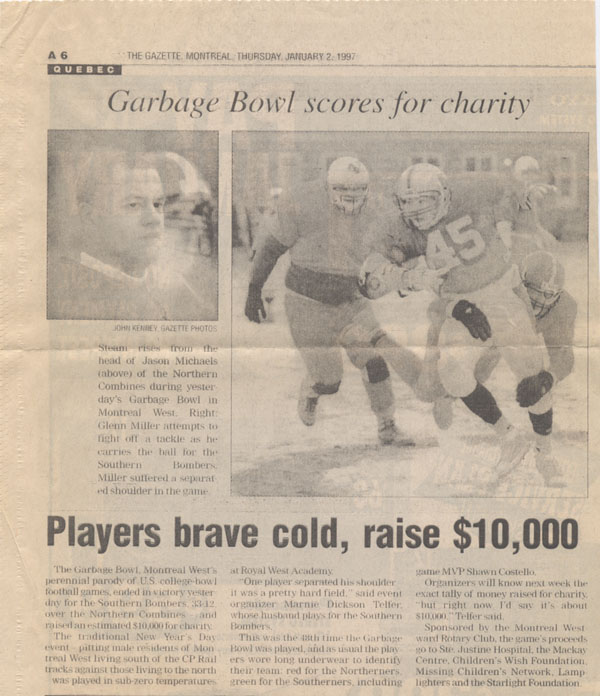 A 6
THE GAZETTE, MONTREAL, THURSDAY, JANUARY 2, 1997
QUEBEC
Garbage Bowl scores for charity
JOHN KENNEY, GAZETTE PHOTOS
Steam rises from the
head of Jason Michaels
(above) of the Northern
Combines during yester-
day's Garbage Bowl in
Montreal West. Right:
Glenn Miller attempts to
fight off a tackle as he
carries the ball for the
Southern Bombers.
Miller suffered a separat-
ed shoulder in the game.
45
Players brave cold, raise $10,000
The Garbage Bowl, Montreal West's
perennial parody of U.S. college-bowl
football games, ended in victory yester-
day for the Southern Bombers, 33-12,
over the Northern Combines - and
raised an estimated $10,000 for charity.
The traditional New Year's Day
event - pitting male residents of Mon-
treal West living south of the CP Rail
tracks against those living to the north -
was played in sub-zero temperatures
at Royal West Academy.
"One player separated his shoulder -
it was a pretty hard field," said event
organizer Marnie Dickson Telfer,
whose husband plays for the Southern
Bombers.
This was the 48th time the Garbage
Bowl was played, and as usual the play-
ers wore long underwear to identify
their team: red for the Northerners,
green for the Southerners, including
game MVP Shawn Costello.
Organizers will know next week the
exact tally of money raised for charity,
"but right now I'd say it's about
$10,000," Telfer said.
Sponsored by the Montreal West-
ward Rotary Club, the game's proceeds
go to Ste. Justine Hospital, the Mackay
Centre, Children's Wish Foundation,
Missing Children's Network, Lamp-
lighters and the Starlight Foundation.